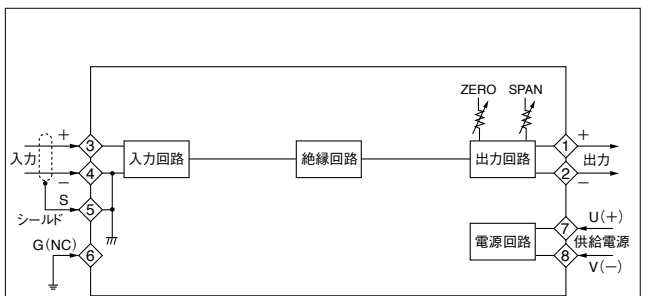 ZERO SPAN
+ 3 入力回路 絶縁回路 出力回路 1 +
入力 出力
− 4 2 −
S 5
シールド
U(+)
7
G(NC) 6 電源回路 供給電源
8
V(−)